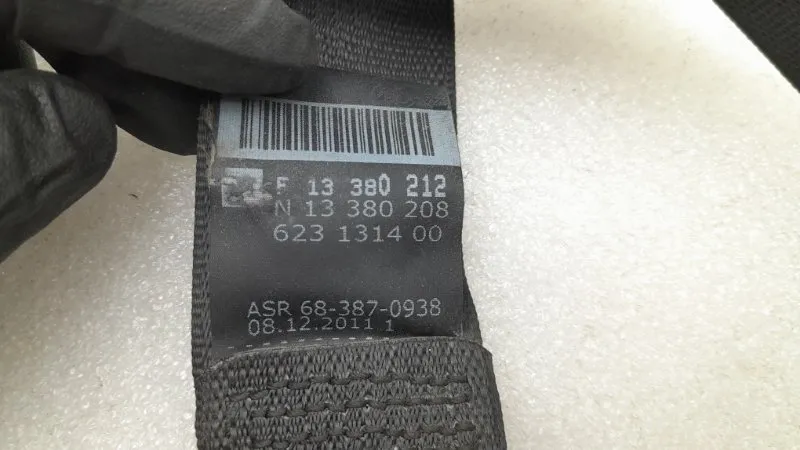 F 13 380 212
N 13 380 208
623 1314 00
ASR 68-387-0938
08.12.2011 1